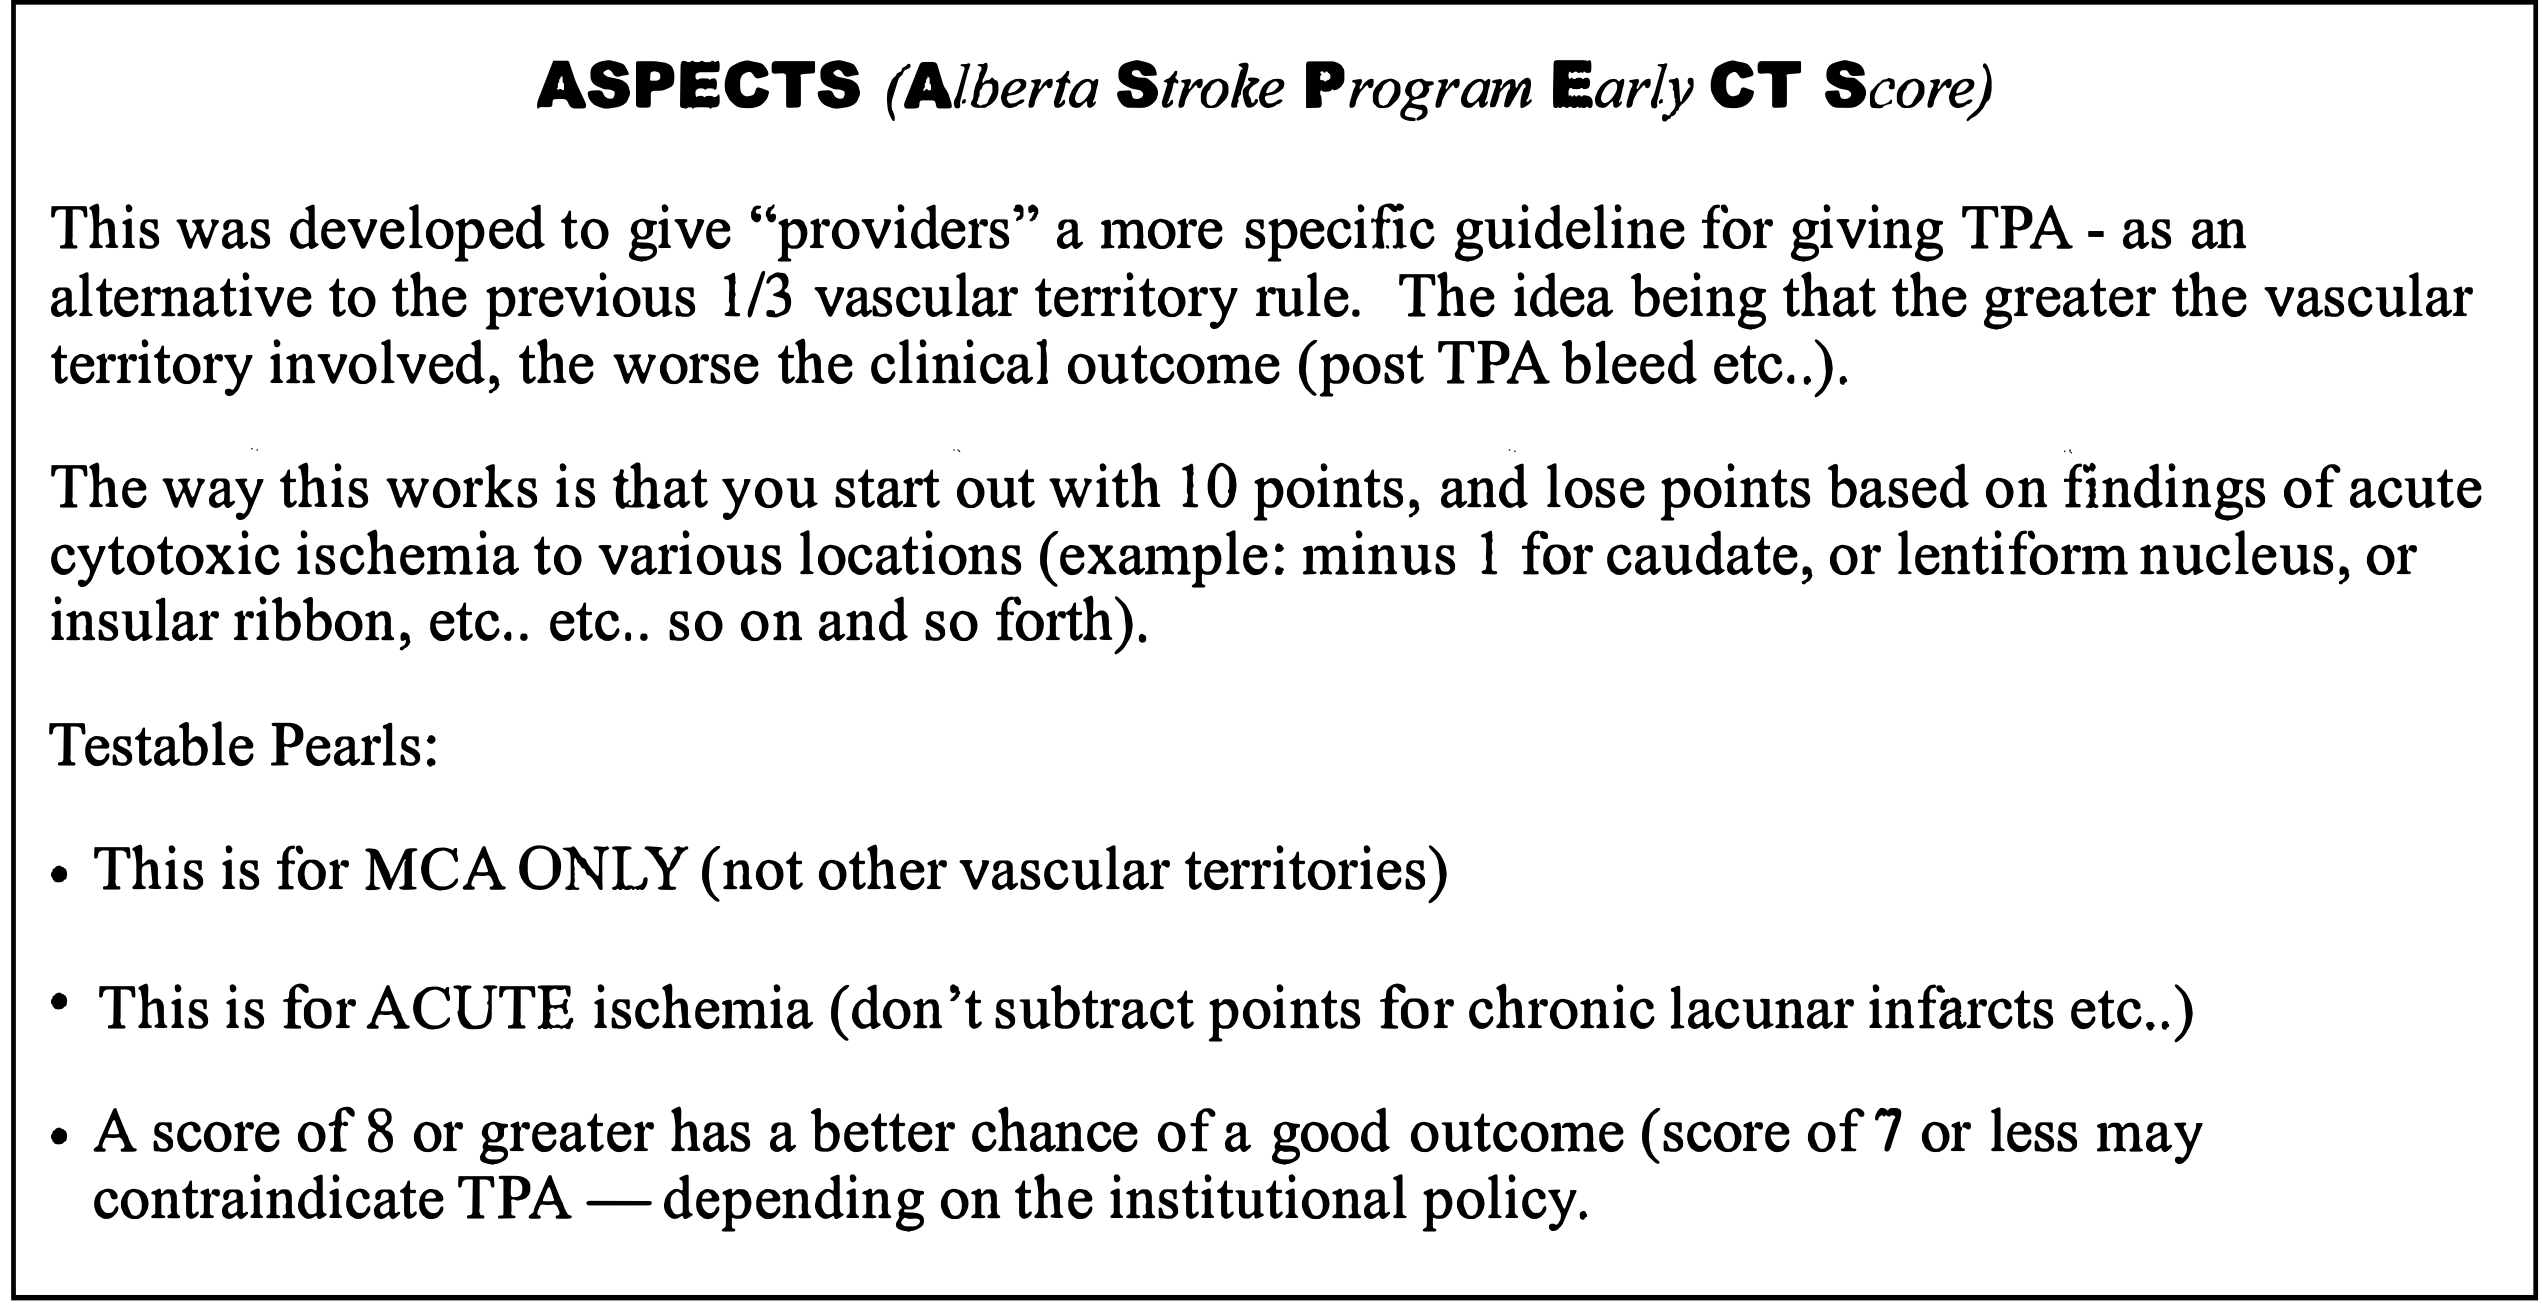 ASPECTS (Alberta Stroke Program Early CT Score)
This was developed to give “providers” a more specific guideline for giving TPA - as an
alternative to the previous 1/3 vascular territory rule. The idea being that the greater the vascular
territory involved, the worse the clinical outcome (post TPA bleed etc..).
The way this works is that you start out with 10 points, and lose points based on findings of acute
cytotoxic ischemia to various locations (example: minus 1 for caudate, or lentiform nucleus, or
insular ribbon, etc.. etc.. so on and so forth).
Testable Pearls:
• This is for MCA ONLY (not other vascular territories)
• This is for ACUTE ischemia (don’t subtract points for chronic lacunar infarcts etc..)
• A score of 8 or greater has a better chance of a good outcome (score of 7 or less may
contraindicate TPA — depending on the institutional policy.